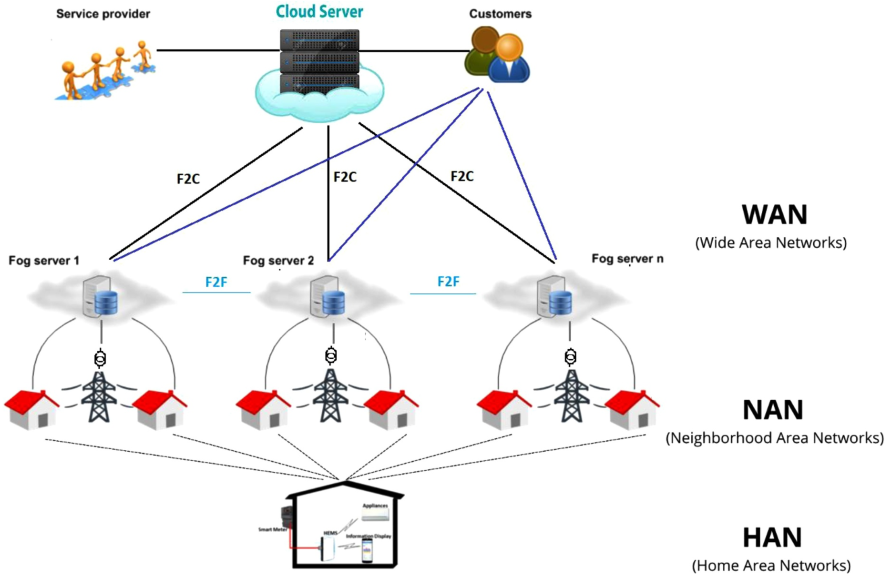 Service provider
Cloud Server
Customers
F2C
F2C
F2C
WAN
(Wide Area Networks)
Fog server 1
Fog server 2
Fog server n
F2F
F2F
NAN
(Neighborhood Area Networks)
Appliances
Smart Meter
HEMS
Information Display
HAN
(Home Area Networks)